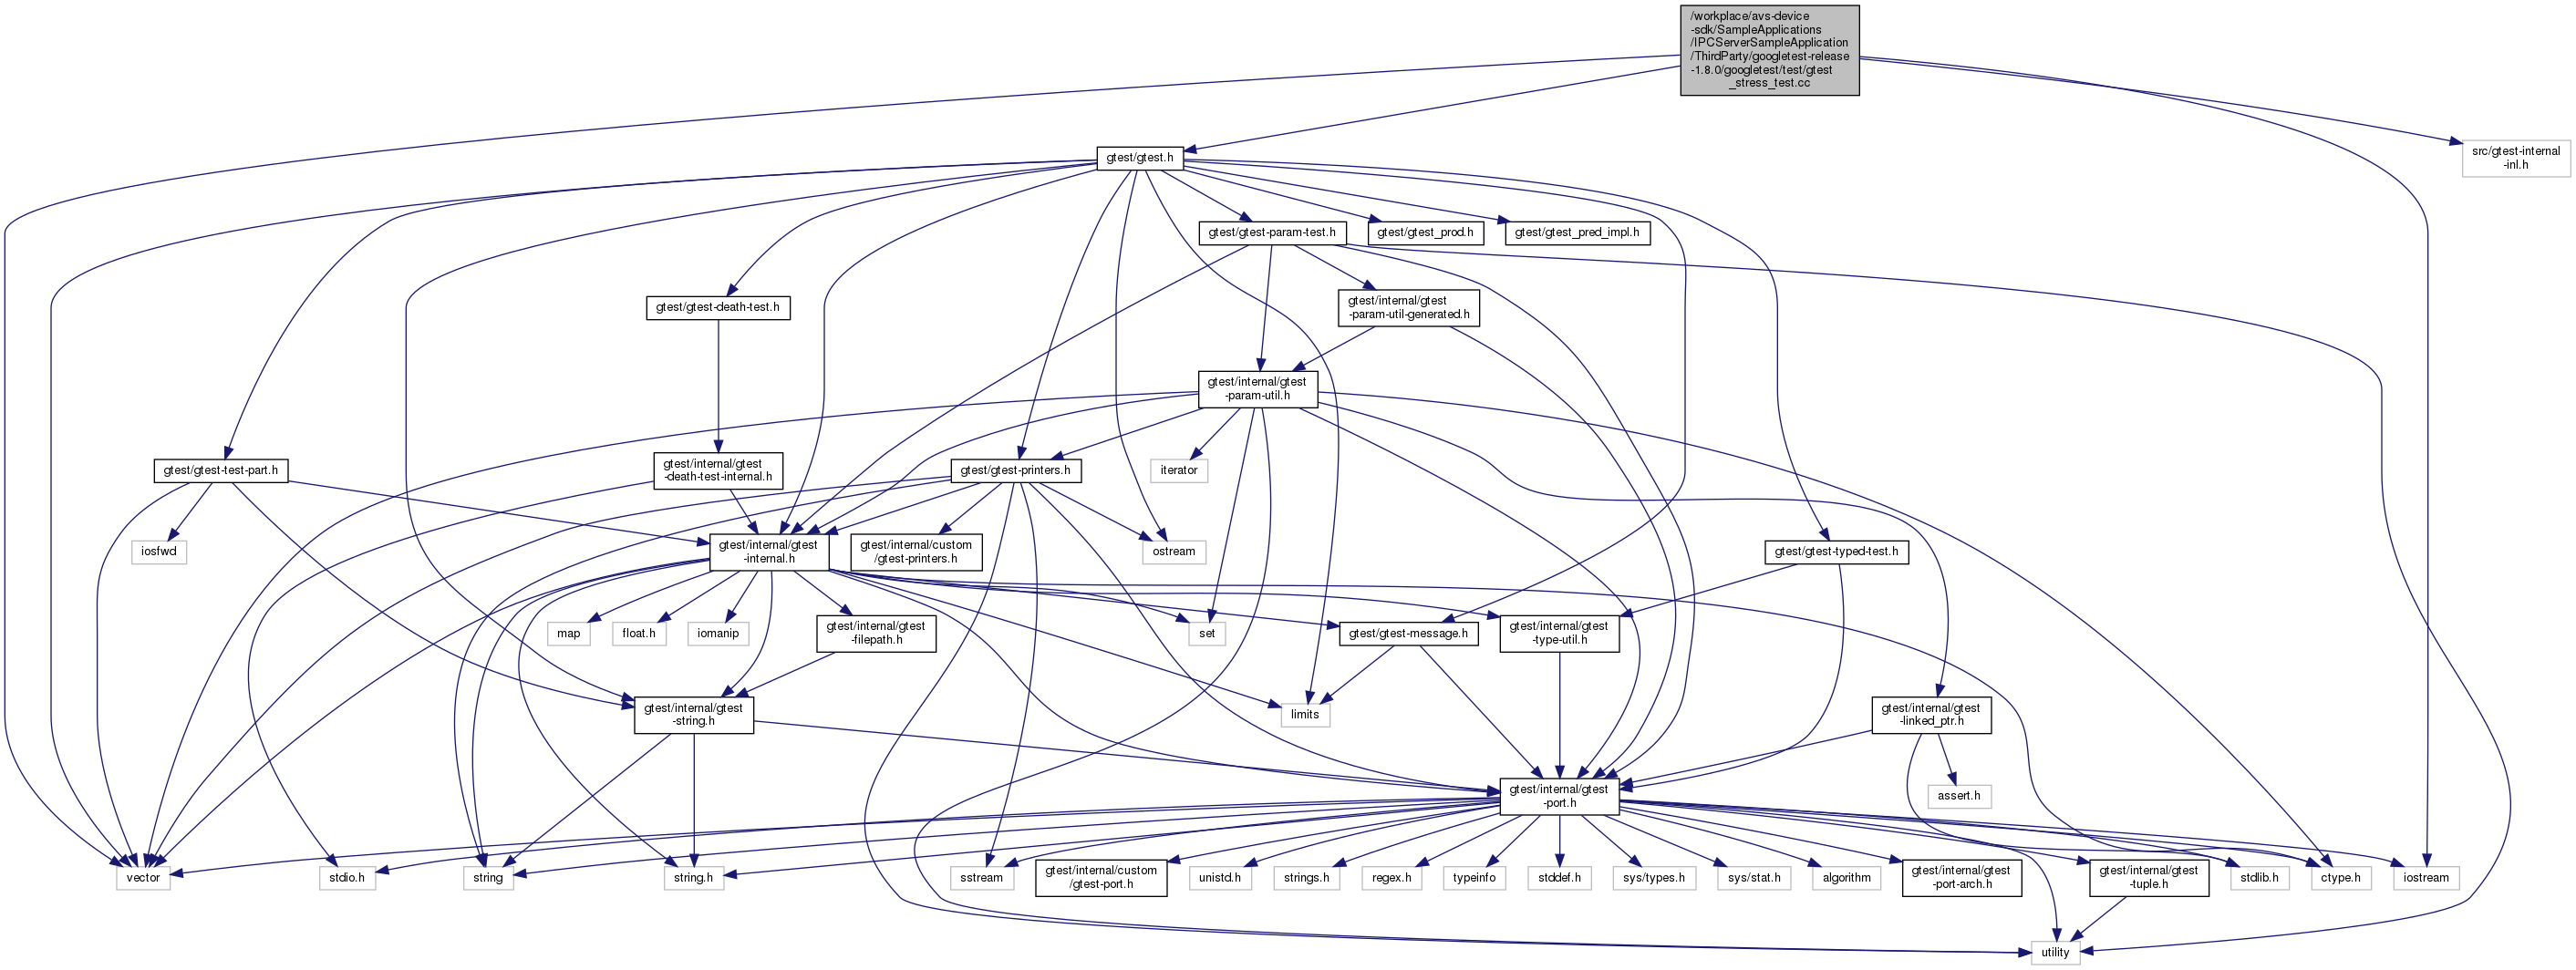 /workplace/avs-device
-sdk/SampleApplications
/IPCServerSampleApplication
/ThirdParty/googletest-release
-1.8.0/googletest/test/gtest
_stress_test.cc
gtest/gtest.h
src/gtest-internal
-inl.h
gtest/gtest-param-test.h
gtest/gtest_prod.h
gtest/gtest_pred_impl.h
gtest/gtest-death-test.h
gtest/internal/gtest
-param-util-generated.h
gtest/internal/gtest
-param-util.h
gtest/gtest-test-part.h
gtest/internal/gtest
-death-test-internal.h
gtest/gtest-printers.h
iterator
iosfwd
gtest/internal/gtest
-internal.h
gtest/internal/custom
/gtest-printers.h
ostream
gtest/gtest-typed-test.h
map
float.h
iomanip
gtest/internal/gtest
-filepath.h
set
gtest/gtest-message.h
gtest/internal/gtest
-type-util.h
gtest/internal/gtest
-string.h
limits
gtest/internal/gtest
-linked_ptr.h
gtest/internal/gtest
-port.h
assert.h
vector
stdio.h
string
string.h
sstream
gtest/internal/custom
/gtest-port.h
unistd.h
strings.h
regex.h
typeinfo
stddef.h
sys/types.h
sys/stat.h
algorithm
gtest/internal/gtest
-port-arch.h
gtest/internal/gtest
-tuple.h
stdlib.h
ctype.h
iostream
utility